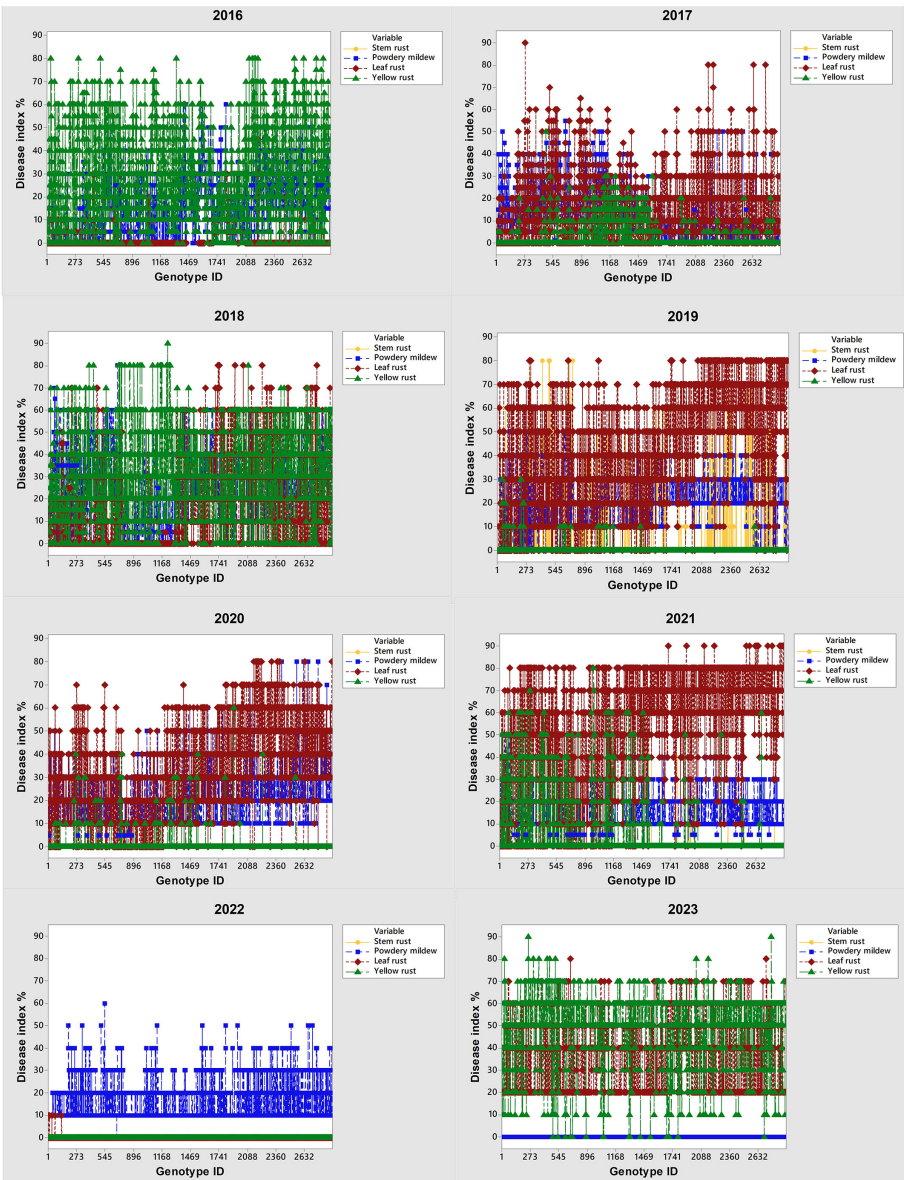 2016
Disease index %
90
80
70
60
50
40
30
20
10
0
1 273 545 896 1168 1469 1741 2088 2360 2632
Genotype ID
Variable
Stem rust
Powdery mildew
Leaf rust
Yellow rust
2017
Disease index %
90
80
70
60
50
40
30
20
10
0
1 273 545 896 1168 1469 1741 2088 2360 2632
Genotype ID
Variable
Stem rust
Powdery mildew
Leaf rust
Yellow rust
2018
Disease index %
90
80
70
60
50
40
30
20
10
0
1 273 545 896 1168 1469 1741 2088 2360 2632
Genotype ID
Variable
Stem rust
Powdery mildew
Leaf rust
Yellow rust
2019
Disease index %
90
80
70
60
50
40
30
20
10
0
1 273 545 896 1168 1469 1741 2088 2360 2632
Genotype ID
Variable
Stem rust
Powdery mildew
Leaf rust
Yellow rust
2020
Disease index %
90
80
70
60
50
40
30
20
10
0
1 273 545 896 1168 1469 1741 2088 2360 2632
Genotype ID
Variable
Stem rust
Powdery mildew
Leaf rust
Yellow rust
2021
Disease index %
90
80
70
60
50
40
30
20
10
0
1 273 545 896 1168 1469 1741 2088 2360 2632
Genotype ID
Variable
Stem rust
Powdery mildew
Leaf rust
Yellow rust
2022
Disease index %
90
80
70
60
50
40
30
20
10
0
1 273 545 896 1168 1469 1741 2088 2360 2632
Genotype ID
Variable
Stem rust
Powdery mildew
Leaf rust
Yellow rust
2023
Disease index %
90
80
70
60
50
40
30
20
10
0
1 273 545 896 1168 1469 1741 2088 2360 2632
Genotype ID
Variable
Stem rust
Powdery mildew
Leaf rust
Yellow rust